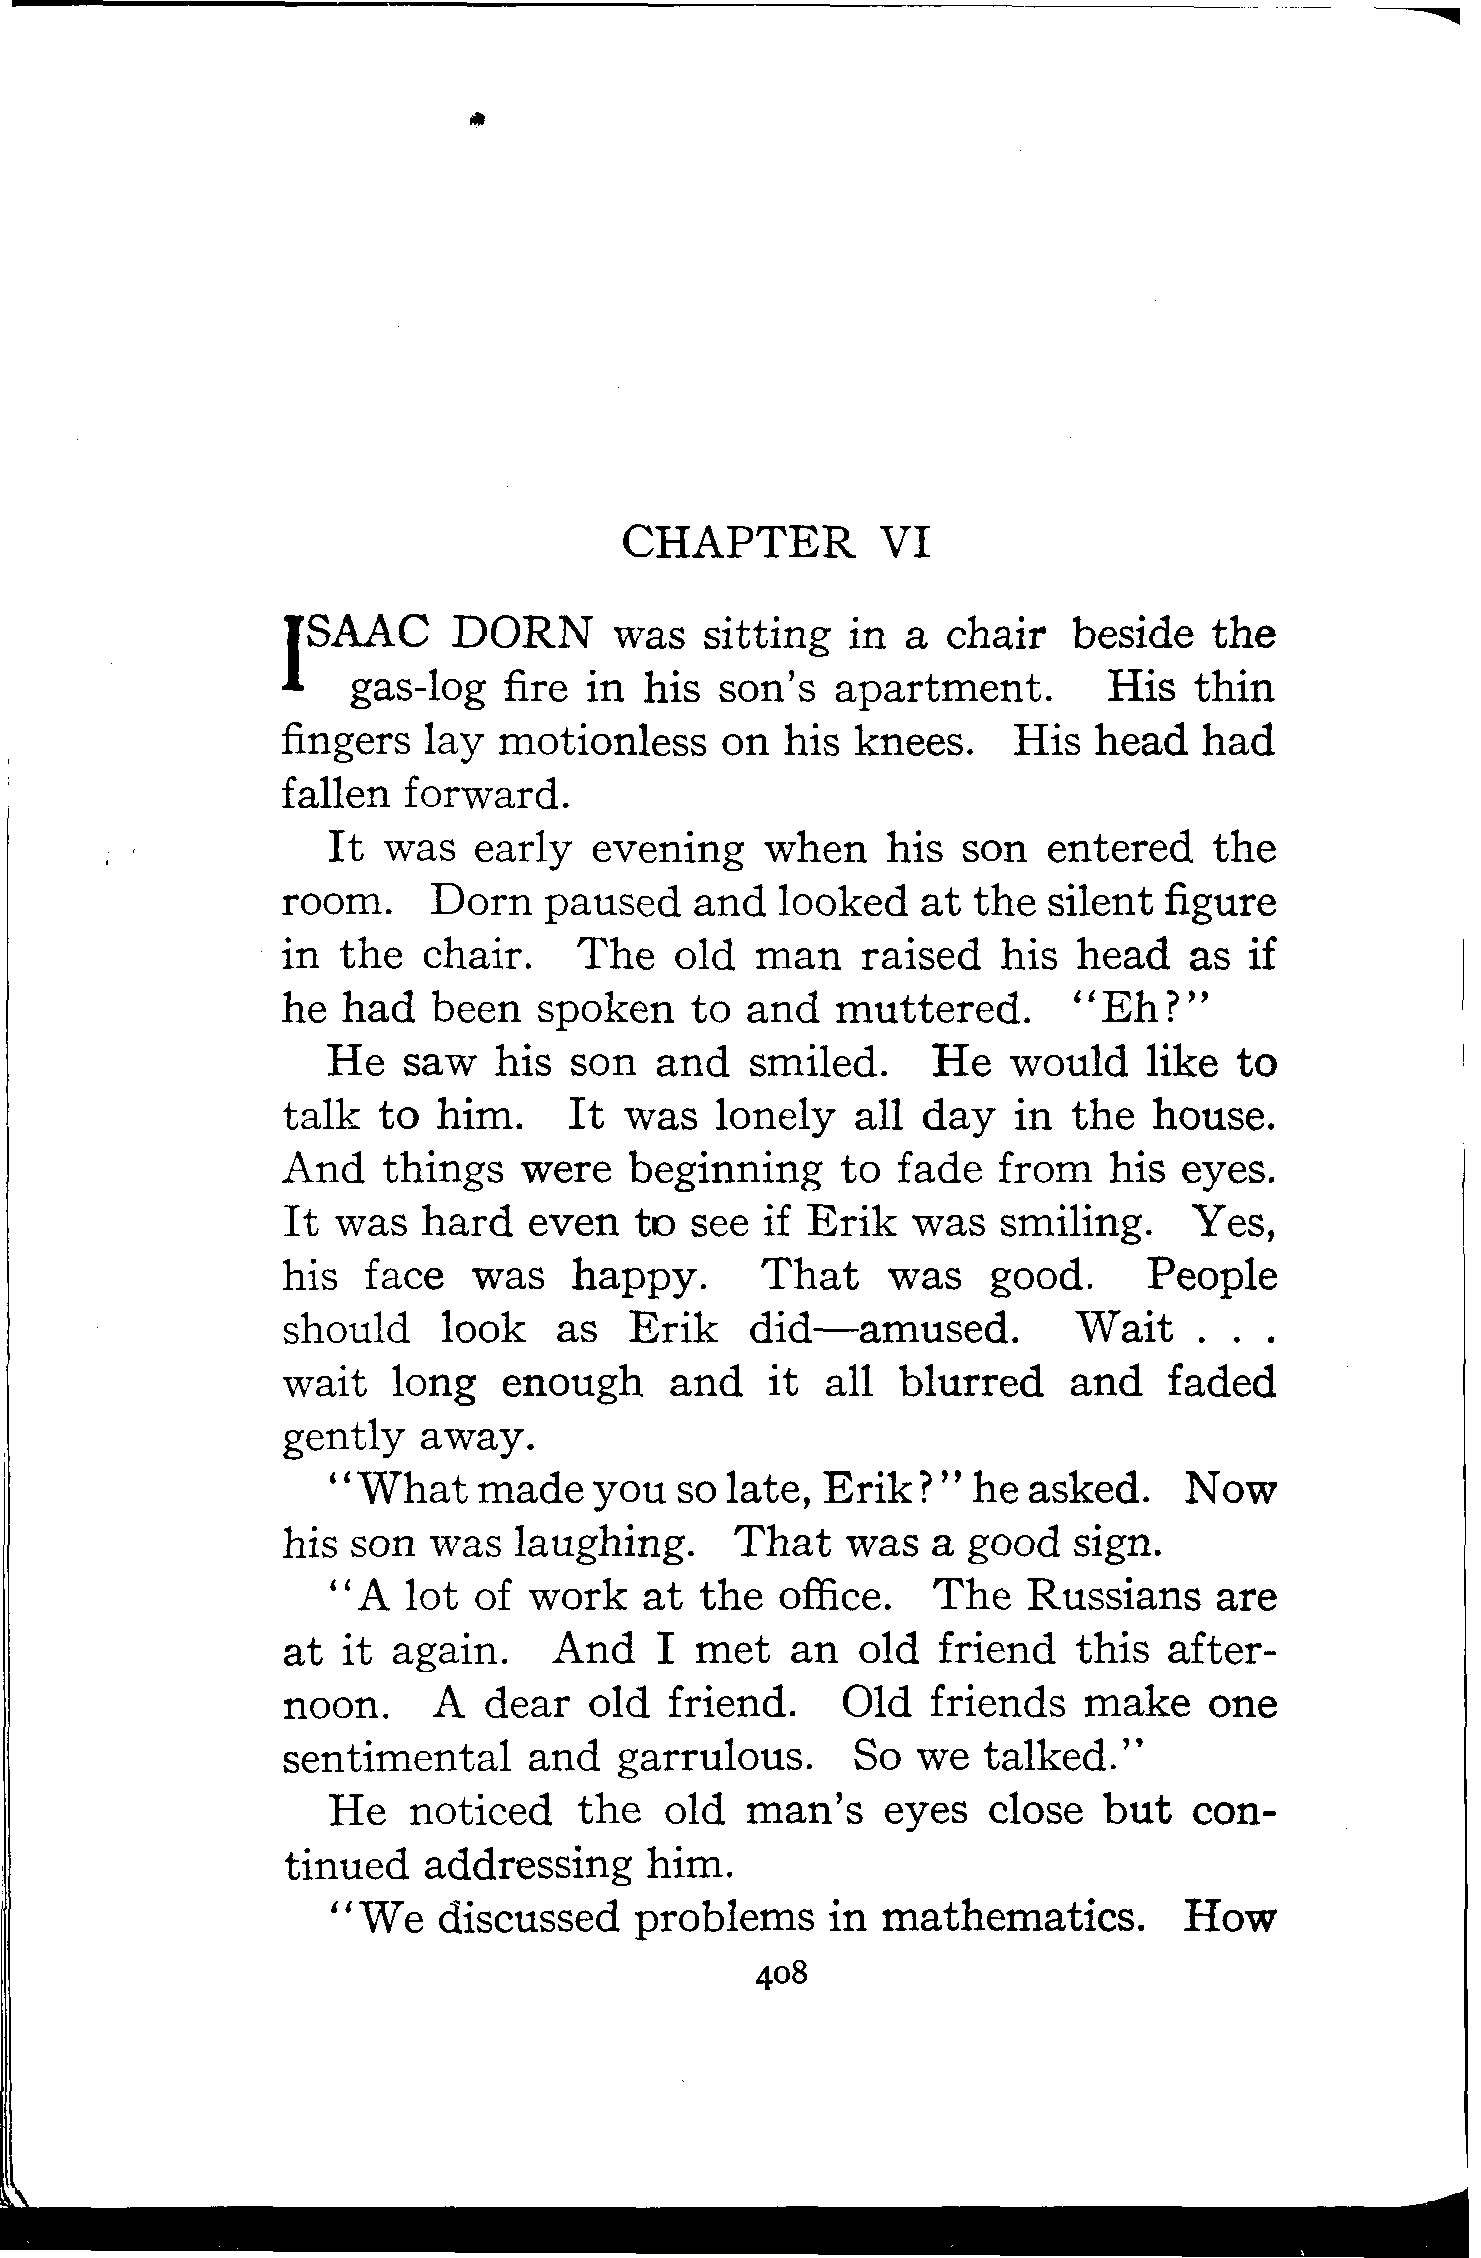 CHAPTER VI
ISAAC DORN was sitting in a chair beside the
gas-log fire in his son's apartment. His thin
fingers lay motionless on his knees. His head had
fallen forward.
It was early evening when his son entered the
room. Dorn paused and looked at the silent figure
in the chair. The old man raised his head as if
he had been spoken to and muttered. "Eh?"
He saw his son and smiled. He would like to
talk to him. It was lonely all day in the house.
And things were beginning to fade from his eyes.
It was hard even to see if Erik was smiling. Yes,
his face was happy. That was good. People
should look as Erik did—amused. Wait . . .
wait long enough and it all blurred and faded
gently away.
"What made you so late, Erik?" he asked. Now
his son was laughing. That was a good sign.
"A lot of work at the office. The Russians are
at it again. And I met an old friend this after-
noon. A dear old friend. Old friends make one
sentimental and garrulous. So we talked."
He noticed the old man's eyes close but con-
tinued addressing him.
"We discussed problems in mathematics. How
408